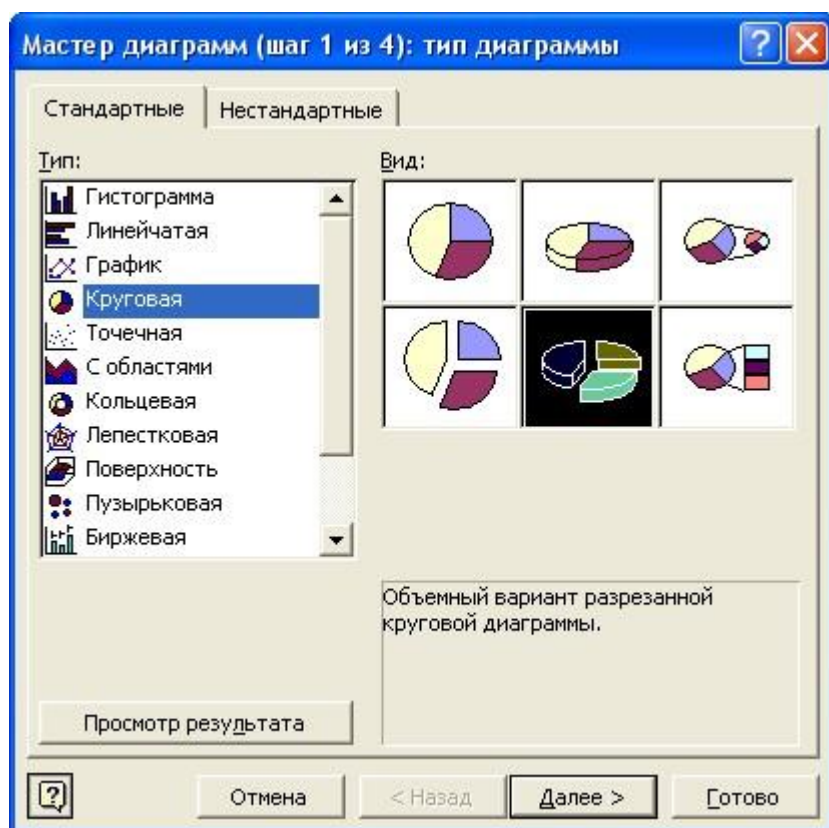 Мастер диаграмм (шаг 1 из 4): тип диаграммы
Стандартные
Нестандартные
Тип:
Гистограмма
Линейчатая
График
Круговая
Точечная
С областями
Кольцевая
Лепестковая
Поверхность
Пузырьковая
Биржевая
Вид:
Объемный вариант разрезанной
круговой диаграммы.
Просмотр результата
Отмена
< Назад
Далее >
Готово